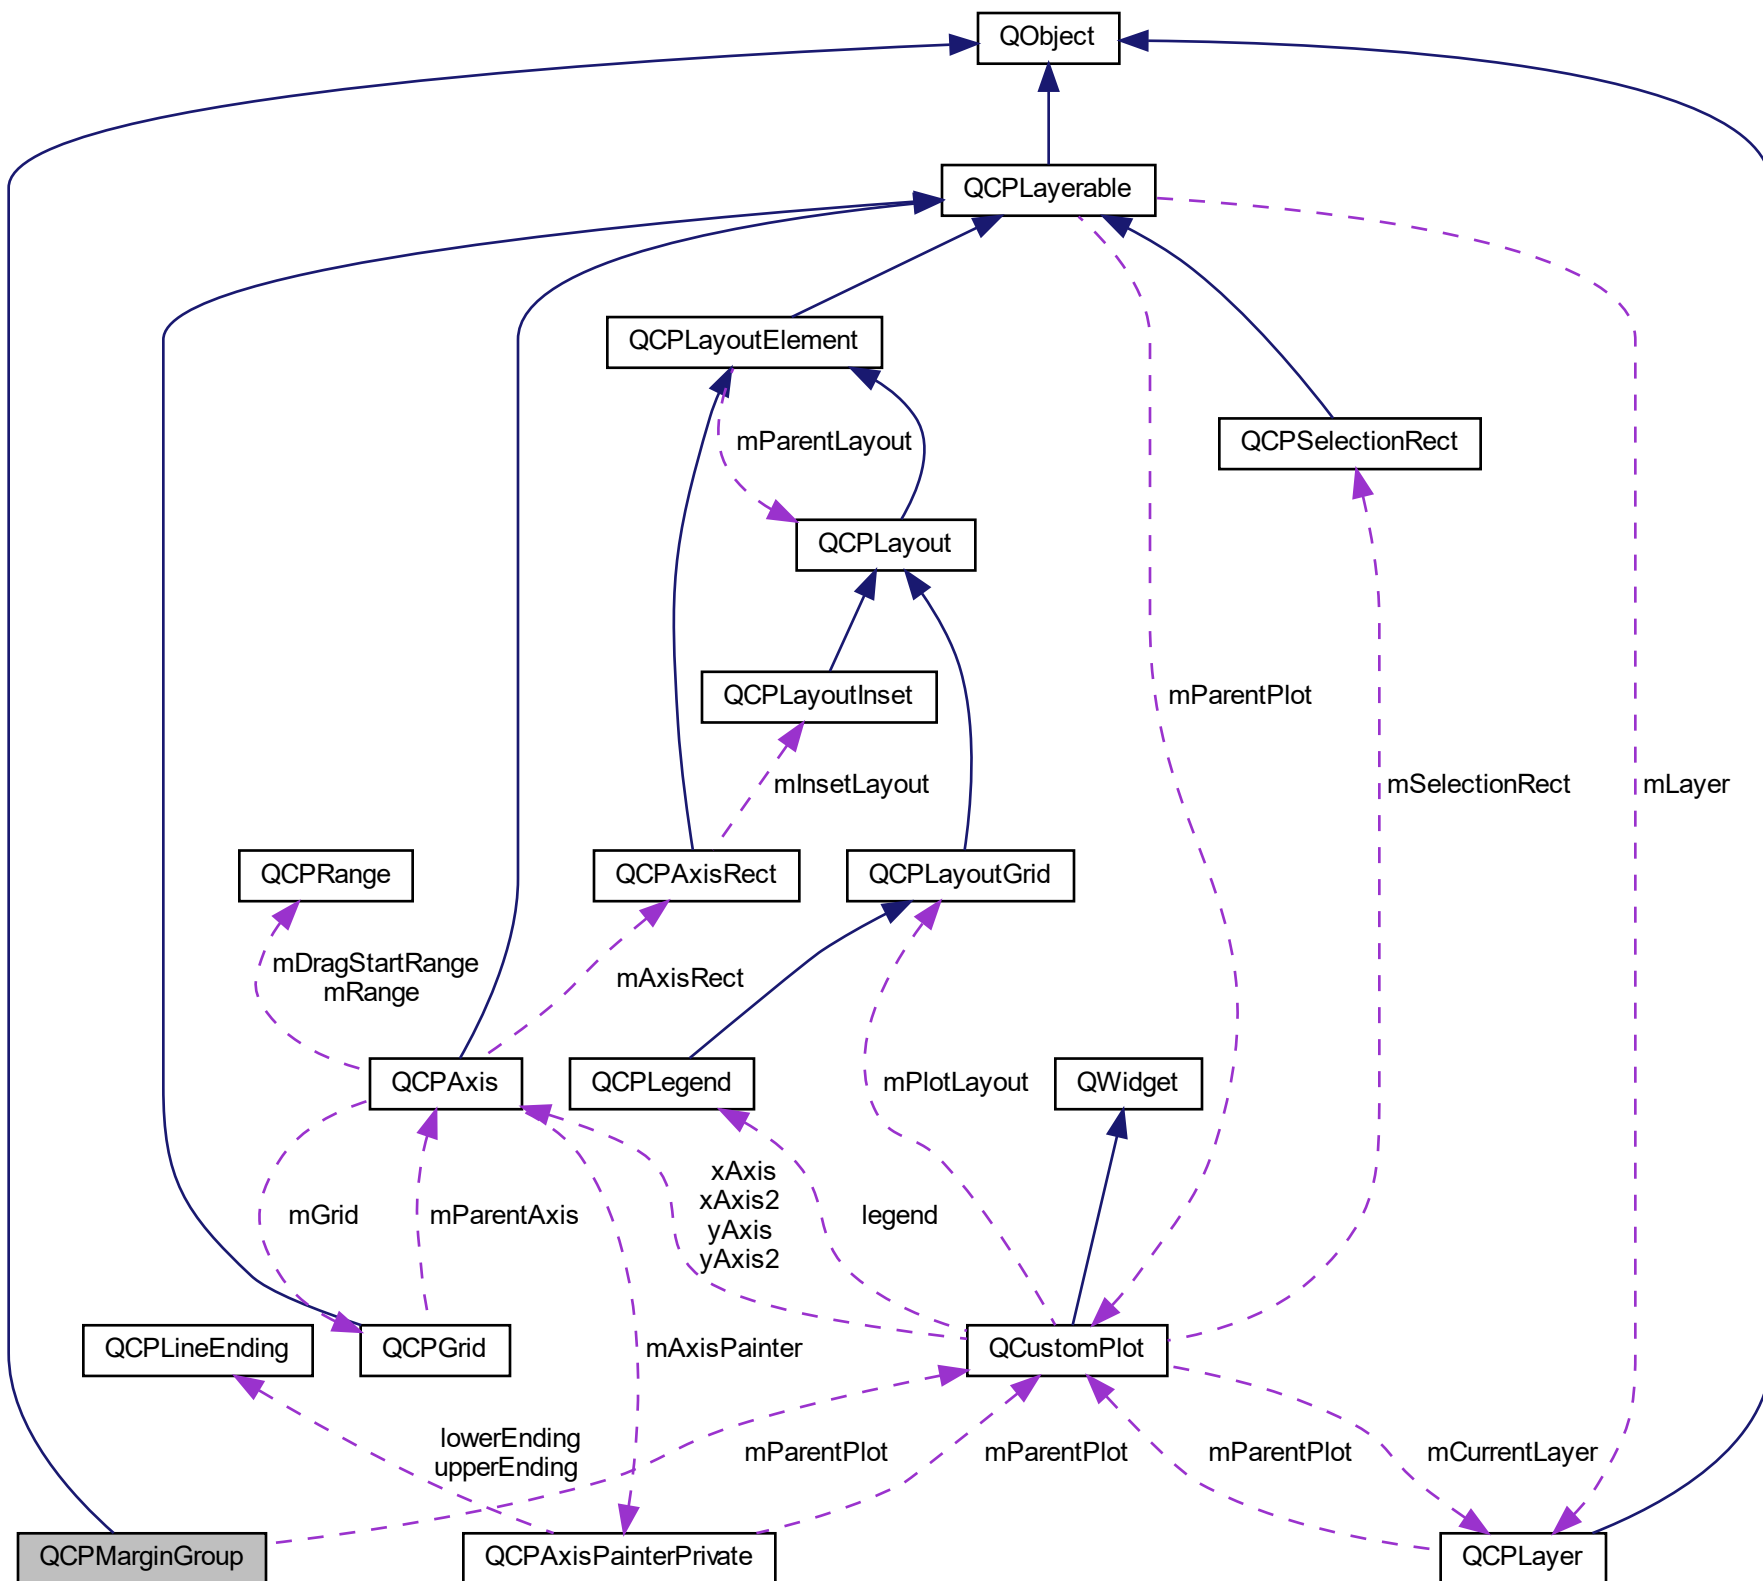 QObject
QCPLayerable
QCPLayoutElement
mParentLayout
QCPSelectionRect
QCPLayout
QCPLayoutInset
mParentPlot
mInsetLayout
mSelectionRect
mLayer
QCPRange
QCPAxisRect
QCPLayoutGrid
mDragStartRange
mRange
mAxisRect
QCPAxis
QCPLegend
mPlotLayout
QWidget
xAxis
xAxis2
yAxis
yAxis2
mGrid
mParentAxis
legend
QCPLineEnding
QCPGrid
mAxisPainter
QCustomPlot
lowerEnding
upperEnding
mParentPlot
mParentPlot
mParentPlot
mCurrentLayer
QCPMarginGroup
QCPAxisPainterPrivate
QCPLayer